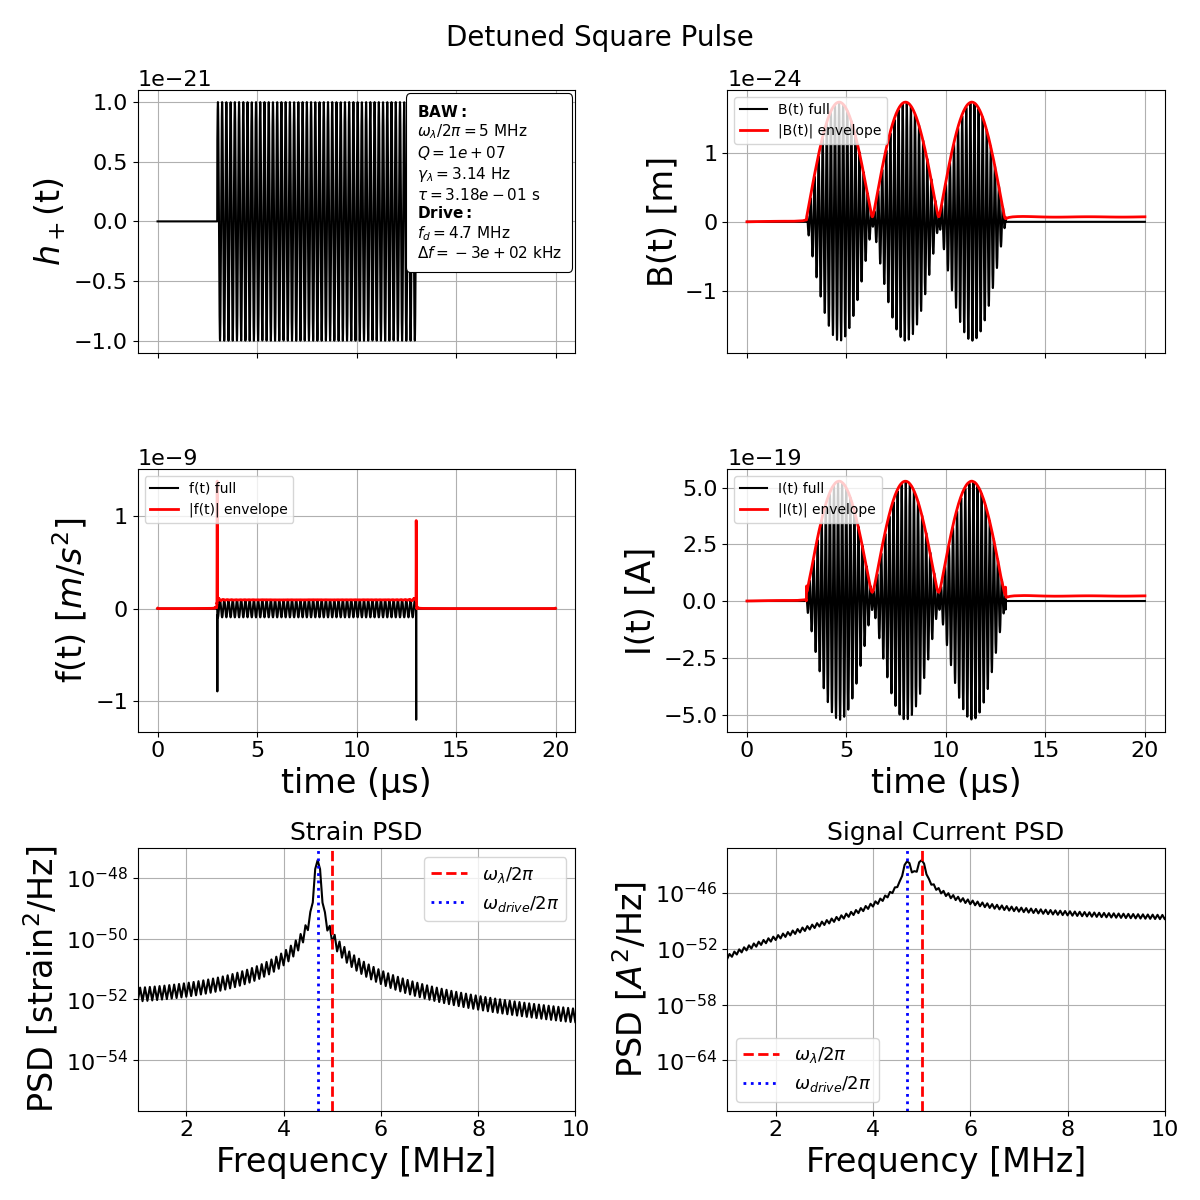 Detuned Square Pulse
1e−21
h₊(t)
1.0
0.5
0.0
−0.5
−1.0
BAW:
ω_λ/2π = 5 MHz
Q = 1e + 07
γ_λ = 3.14 Hz
τ = 3.18e − 01 s
Drive:
f_d = 4.7 MHz
Δf = −3e + 02 kHz
1e−24
B(t) [m]
1
0
−1
B(t) full
|B(t)| envelope
1e−9
f(t) [m/s²]
1
0
−1
f(t) full
|f(t)| envelope
0 5 10 15 20
time (μs)
1e−19
I(t) [A]
5.0
2.5
0.0
−2.5
−5.0
I(t) full
|I(t)| envelope
0 5 10 15 20
time (μs)
Strain PSD
PSD [strain²/Hz]
10⁻⁴⁸
10⁻⁵⁰
10⁻⁵²
10⁻⁵⁴
ω_λ/2π
ω_drive/2π
2 4 6 8 10
Frequency [MHz]
Signal Current PSD
PSD [A²/Hz]
10⁻⁴⁶
10⁻⁵²
10⁻⁵⁸
10⁻⁶⁴
ω_λ/2π
ω_drive/2π
2 4 6 8 10
Frequency [MHz]